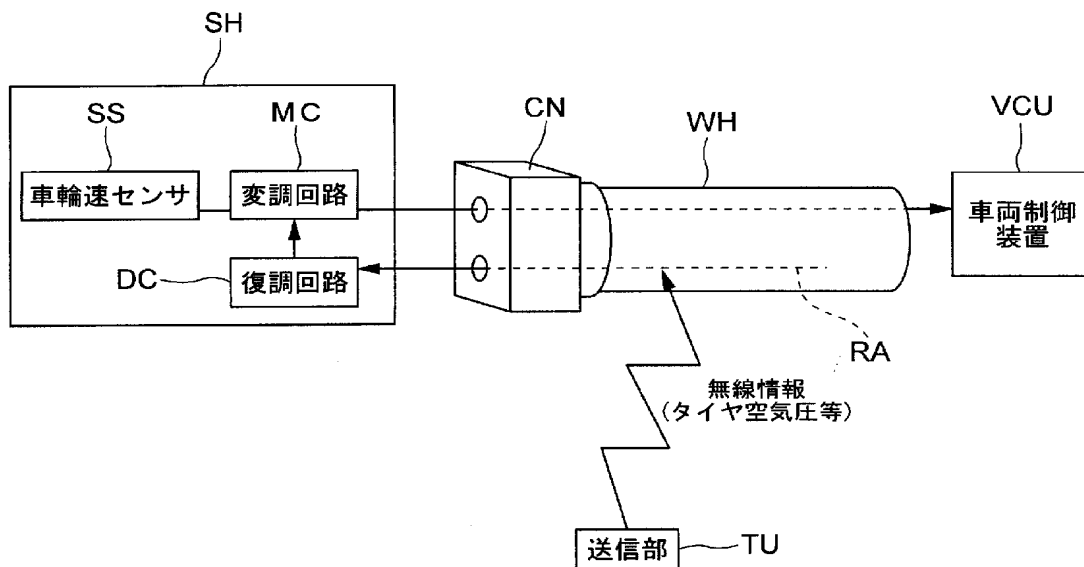 SH
SS
MC
CN
WH
VCU
車輪速センサ
変調回路
車両制御
装置
DC
復調回路
RA
無線情報
(タイヤ空気圧等)
送信部
TU